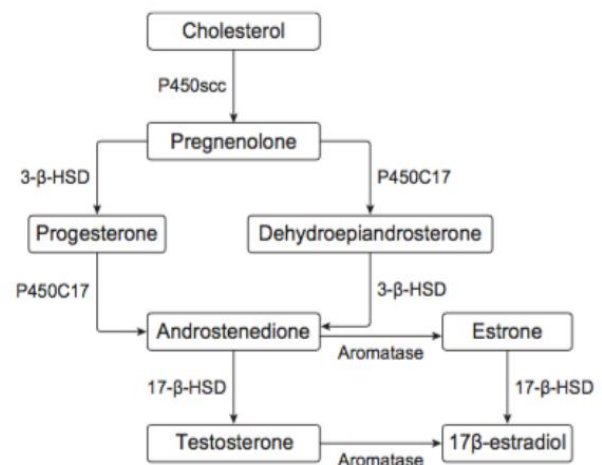 Cholesterol
P450scc
Pregnenolone
3-β-HSD
P450C17
Progesterone
Dehydroepiandrosterone
P450C17
3-β-HSD
Androstenedione
Aromatase
Estrone
17-β-HSD
17-β-HSD
Testosterone
Aromatase
17β-estradiol